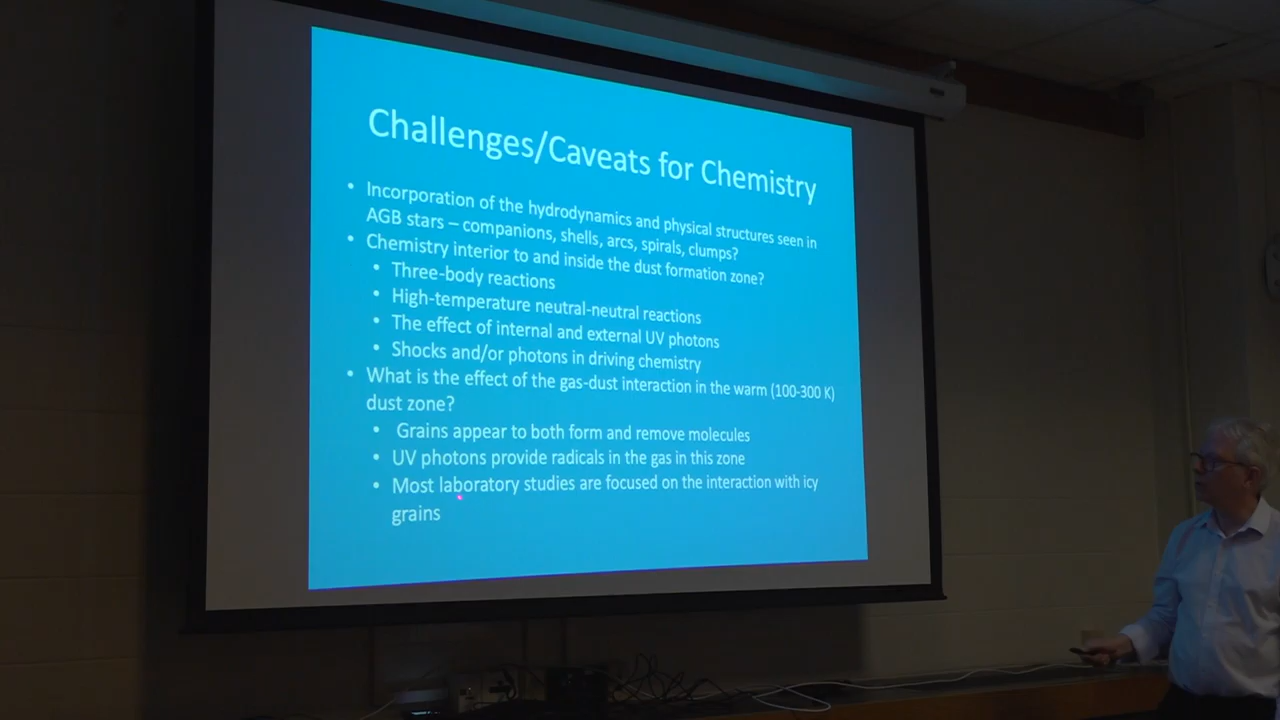 Challenges/Caveats for Chemistry
• Incorporation of the hydrodynamics and physical structures seen in
AGB stars – companions, shells, arcs, spirals, clumps?
• Chemistry interior to and inside the dust formation zone?
• Three-body reactions
• High-temperature neutral-neutral reactions
• The effect of internal and external UV photons
• Shocks and/or photons in driving chemistry
• What is the effect of the gas-dust interaction in the warm (100-300 K)
dust zone?
• Grains appear to both form and remove molecules
• UV photons provide radicals in the gas in this zone
• Most laboratory studies are focused on the interaction with icy
grains